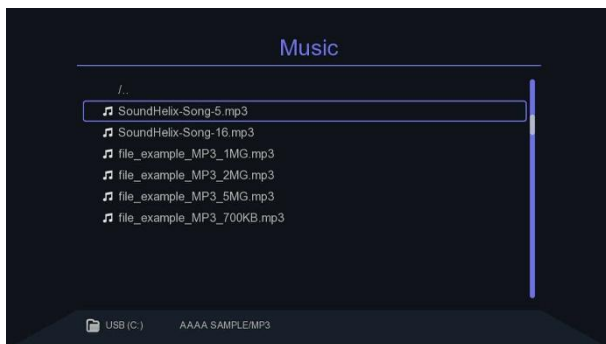 Music
/..
SoundHelix-Song-5.mp3
SoundHelix-Song-16.mp3
file_example_MP3_1MG.mp3
file_example_MP3_2MG.mp3
file_example_MP3_5MG.mp3
file_example_MP3_700KB.mp3
USB (C:) AAAA SAMPLE/MP3